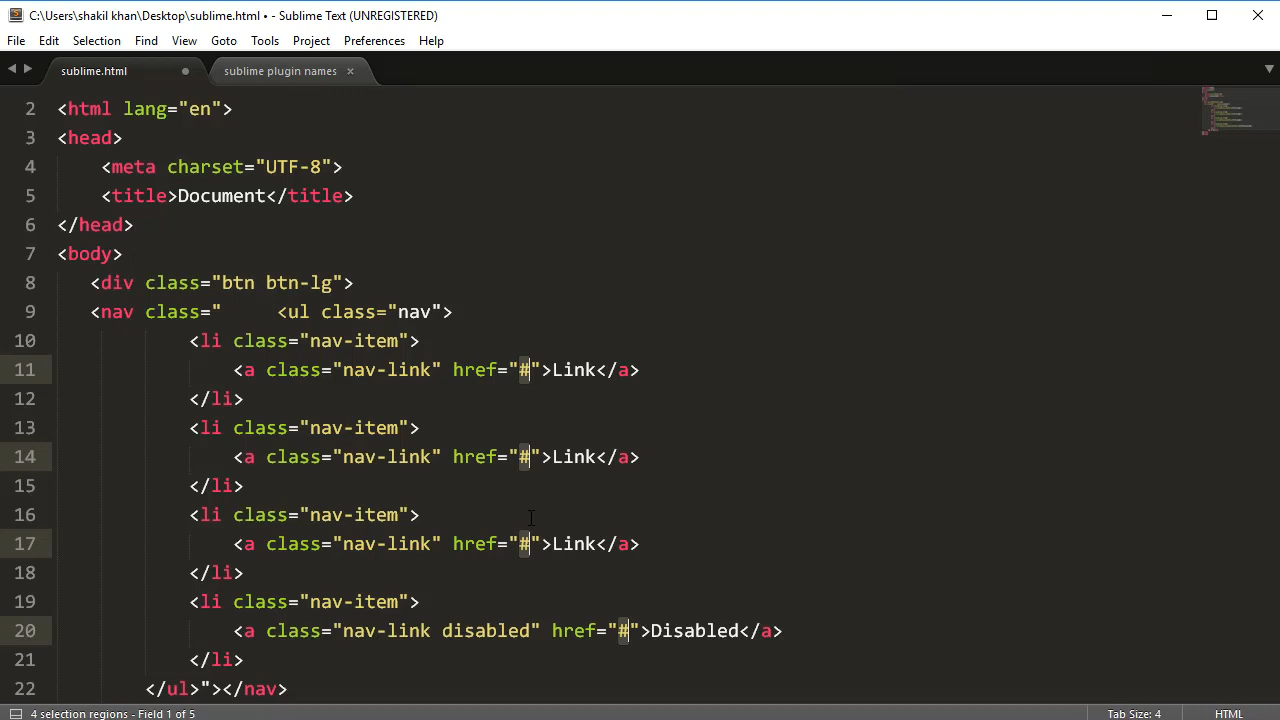 C:\Users\shakil khan\Desktop\sublime.html • - Sublime Text (UNREGISTERED)
File Edit Selection Find View Goto Tools Project Preferences Help
sublime.html sublime plugin names
2 <html lang="en">
3 <head>
4 <meta charset="UTF-8">
5 <title>Document</title>
6 </head>
7 <body>
8 <div class="btn btn-lg">
9 <nav class=" <ul class="nav">
10 <li class="nav-item">
11 <a class="nav-link" href="#">Link</a>
12 </li>
13 <li class="nav-item">
14 <a class="nav-link" href="#">Link</a>
15 </li>
16 <li class="nav-item">
17 <a class="nav-link" href="#">Link</a>
18 </li>
19 <li class="nav-item">
20 <a class="nav-link disabled" href="#">Disabled</a>
21 </li>
22 </ul>"></nav>
4 selection regions - Field 1 of 5 Tab Size: 4 HTML